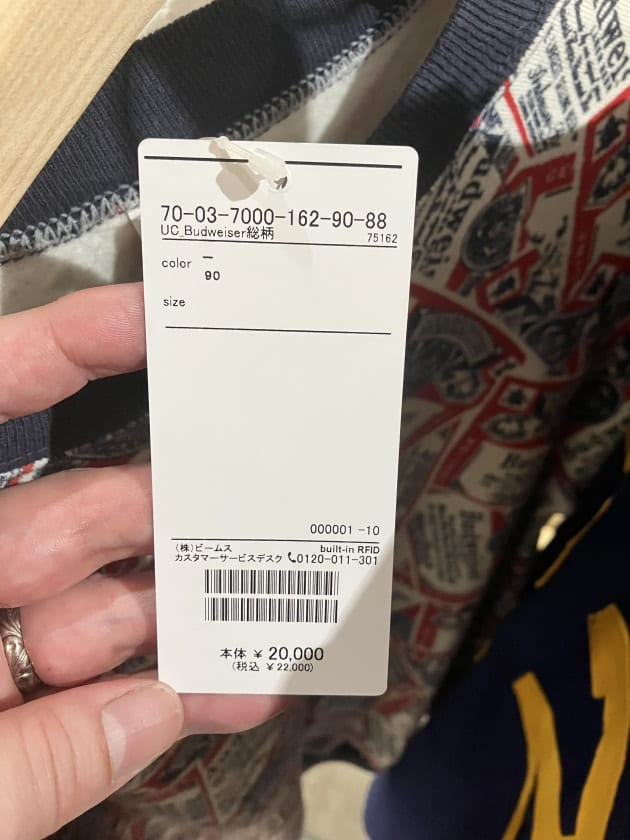 70-03-7000-162-90-88
UC_Budweiser総柄 75162
color —
90
size
000001 -10
(株)ビームス built-in RFID
カスタマーサービスデスク 0120-011-301
本体 ¥ 20,000
(税込 ¥ 22,000)